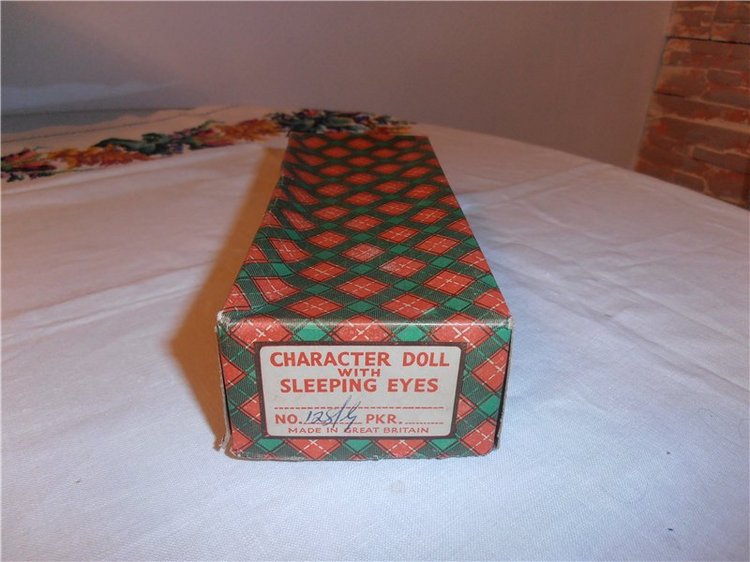 CHARACTER DOLL
WITH
SLEEPING EYES
NO. PKR.
MADE IN GREAT BRITAIN